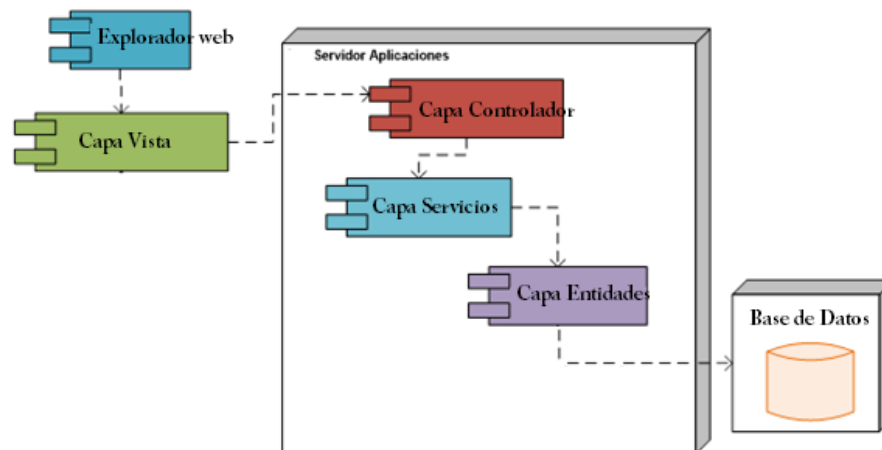 Explorador web
Servidor Aplicaciones
Capa Controlador
Capa Vista
Capa Servicios
Capa Entidades
Base de Datos